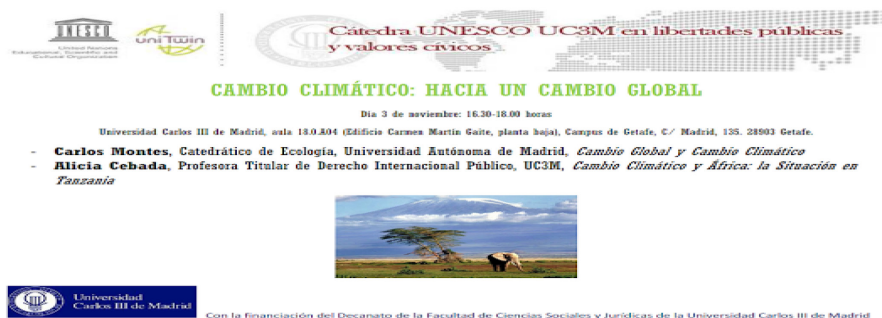 UNESCO
United Nations
Educational, Scientific and
Cultural Organization
uniTwin
Cátedra UNESCO UC3M en libertades públicas
y valores cívicos
CAMBIO CLIMÁTICO: HACIA UN CAMBIO GLOBAL
Día 3 de noviembre: 16.30-18.00 horas
Universidad Carlos III de Madrid, aula 18.0.A04 (Edificio Carmen Martín Gaite, planta baja), Campus de Getafe, C/ Madrid, 135. 28903 Getafe.
- Carlos Montes, Catedrático de Ecología, Universidad Autónoma de Madrid, Cambio Global y Cambio Climático
- Alicia Cebada, Profesora Titular de Derecho Internacional Público, UC3M, Cambio Climático y África: la Situación en
Tanzania
Universidad
Carlos III de Madrid
Con la financiación del Decanato de la Facultad de Ciencias Sociales y Jurídicas de la Universidad Carlos III de Madrid